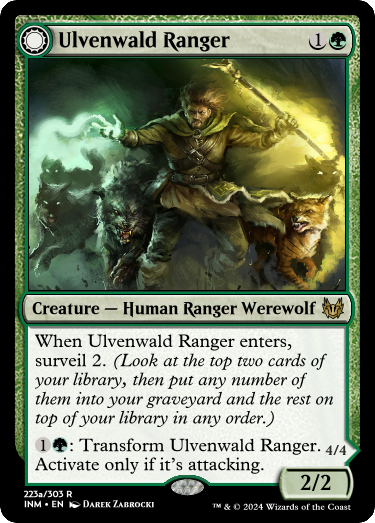 Ulvenwald Ranger 1
Creature — Human Ranger Werewolf
When Ulvenwald Ranger enters,
surveil 2. (Look at the top two cards of
your library, then put any number of
them into your graveyard and the rest on
top of your library in any order.)
1 : Transform Ulvenwald Ranger.
Activate only if it's attacking.
4/4
2/2
223a/303 R
INM • EN DAREK ZABROCKI
™ & © 2024 Wizards of the Coast